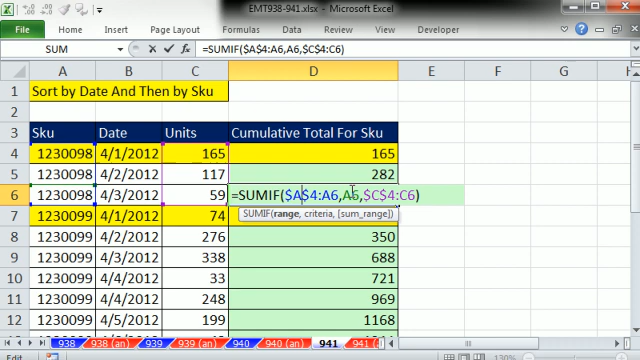 EMT938-941.xlsx - Microsoft Excel
File Home Insert Page Layout Formulas Data Review View Developer
SUM =SUMIF($A$4:A6,A6,$C$4:C6)
A B C D E F G H
1 Sort by Date And Then by Sku
2
3 Sku Date Units Cumulative Total For Sku
4 1230098 4/1/2012 165 165
5 1230098 4/2/2012 117 282
6 1230098 4/3/2012 59 =SUMIF($A$4:A6,A6,$C$4:C6)
SUMIF(range, criteria, [sum_range])
7 1230099 4/1/2012 74
8 1230099 4/2/2012 276 350
9 1230099 4/3/2012 338 688
10 1230099 4/4/2012 33 721
11 1230099 4/4/2012 248 969
12 1230099 4/5/2012 199 1168
938 938 (an) 939 939 (an) 940 940 (an) 941 941 (
Edit 130%